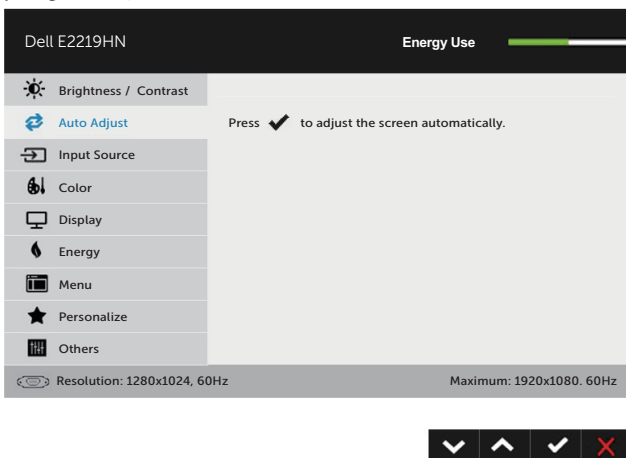 Dell E2219HN
Energy Use
Brightness / Contrast
Auto Adjust
Press ✔ to adjust the screen automatically.
Input Source
Color
Display
Energy
Menu
Personalize
Others
Resolution: 1280x1024, 60Hz
Maximum: 1920x1080. 60Hz